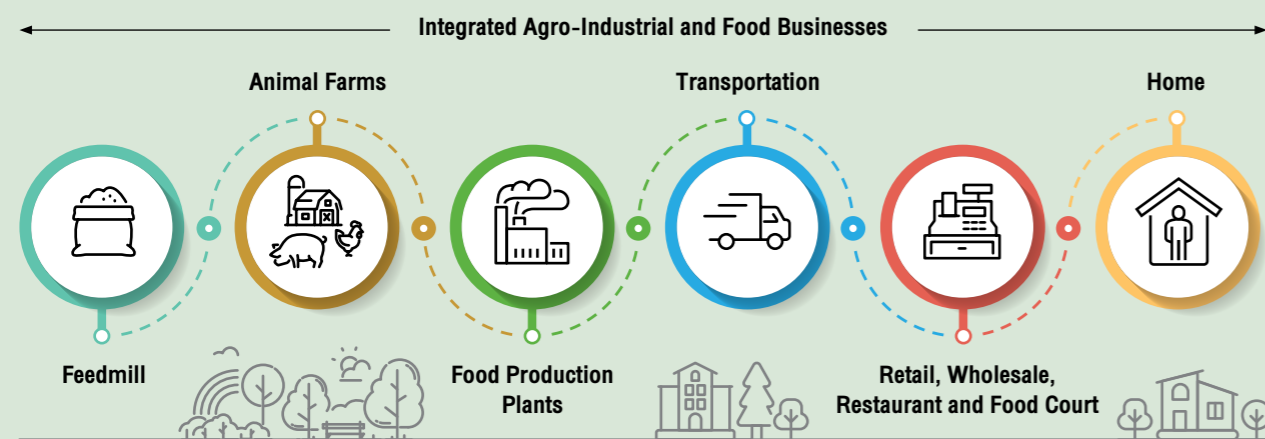 Integrated Agro-Industrial and Food Businesses
Animal Farms
Transportation
Home
Feedmill
Food Production
Plants
Retail, Wholesale,
Restaurant and Food Court